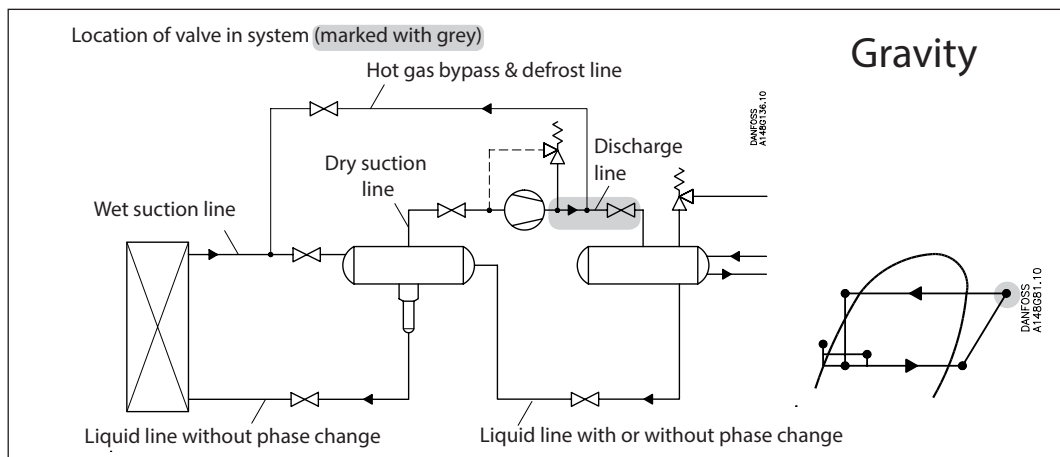 Location of valve in system (marked with grey)
Gravity
Hot gas bypass & defrost line
DANFOSS
A148G136.10
Discharge
line
Dry suction
line
Wet suction line
DANFOSS
A148G81.10
Liquid line without phase change
Liquid line with or without phase change